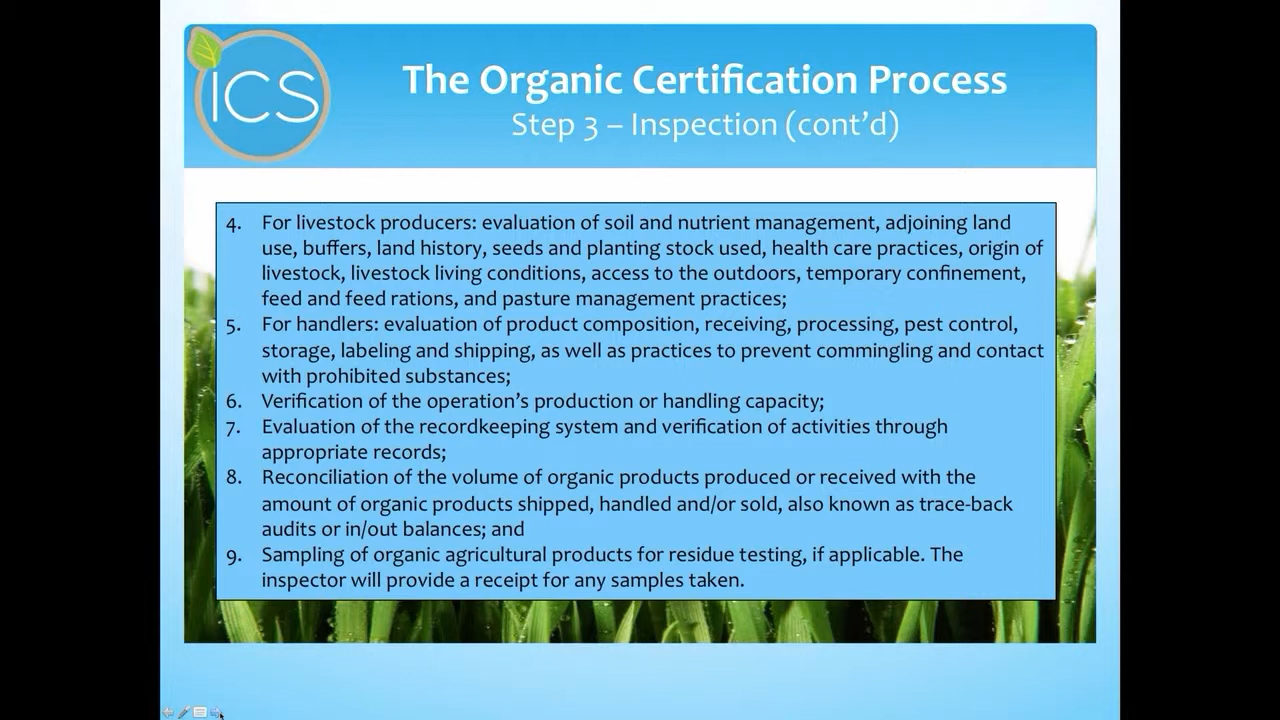 ICS
The Organic Certification Process
Step 3 – Inspection (cont’d)
4. For livestock producers: evaluation of soil and nutrient management, adjoining land
use, buffers, land history, seeds and planting stock used, health care practices, origin of
livestock, livestock living conditions, access to the outdoors, temporary confinement,
feed and feed rations, and pasture management practices;
5. For handlers: evaluation of product composition, receiving, processing, pest control,
storage, labeling and shipping, as well as practices to prevent commingling and contact
with prohibited substances;
6. Verification of the operation’s production or handling capacity;
7. Evaluation of the recordkeeping system and verification of activities through
appropriate records;
8. Reconciliation of the volume of organic products produced or received with the
amount of organic products shipped, handled and/or sold, also known as trace-back
audits or in/out balances; and
9. Sampling of organic agricultural products for residue testing, if applicable. The
inspector will provide a receipt for any samples taken.